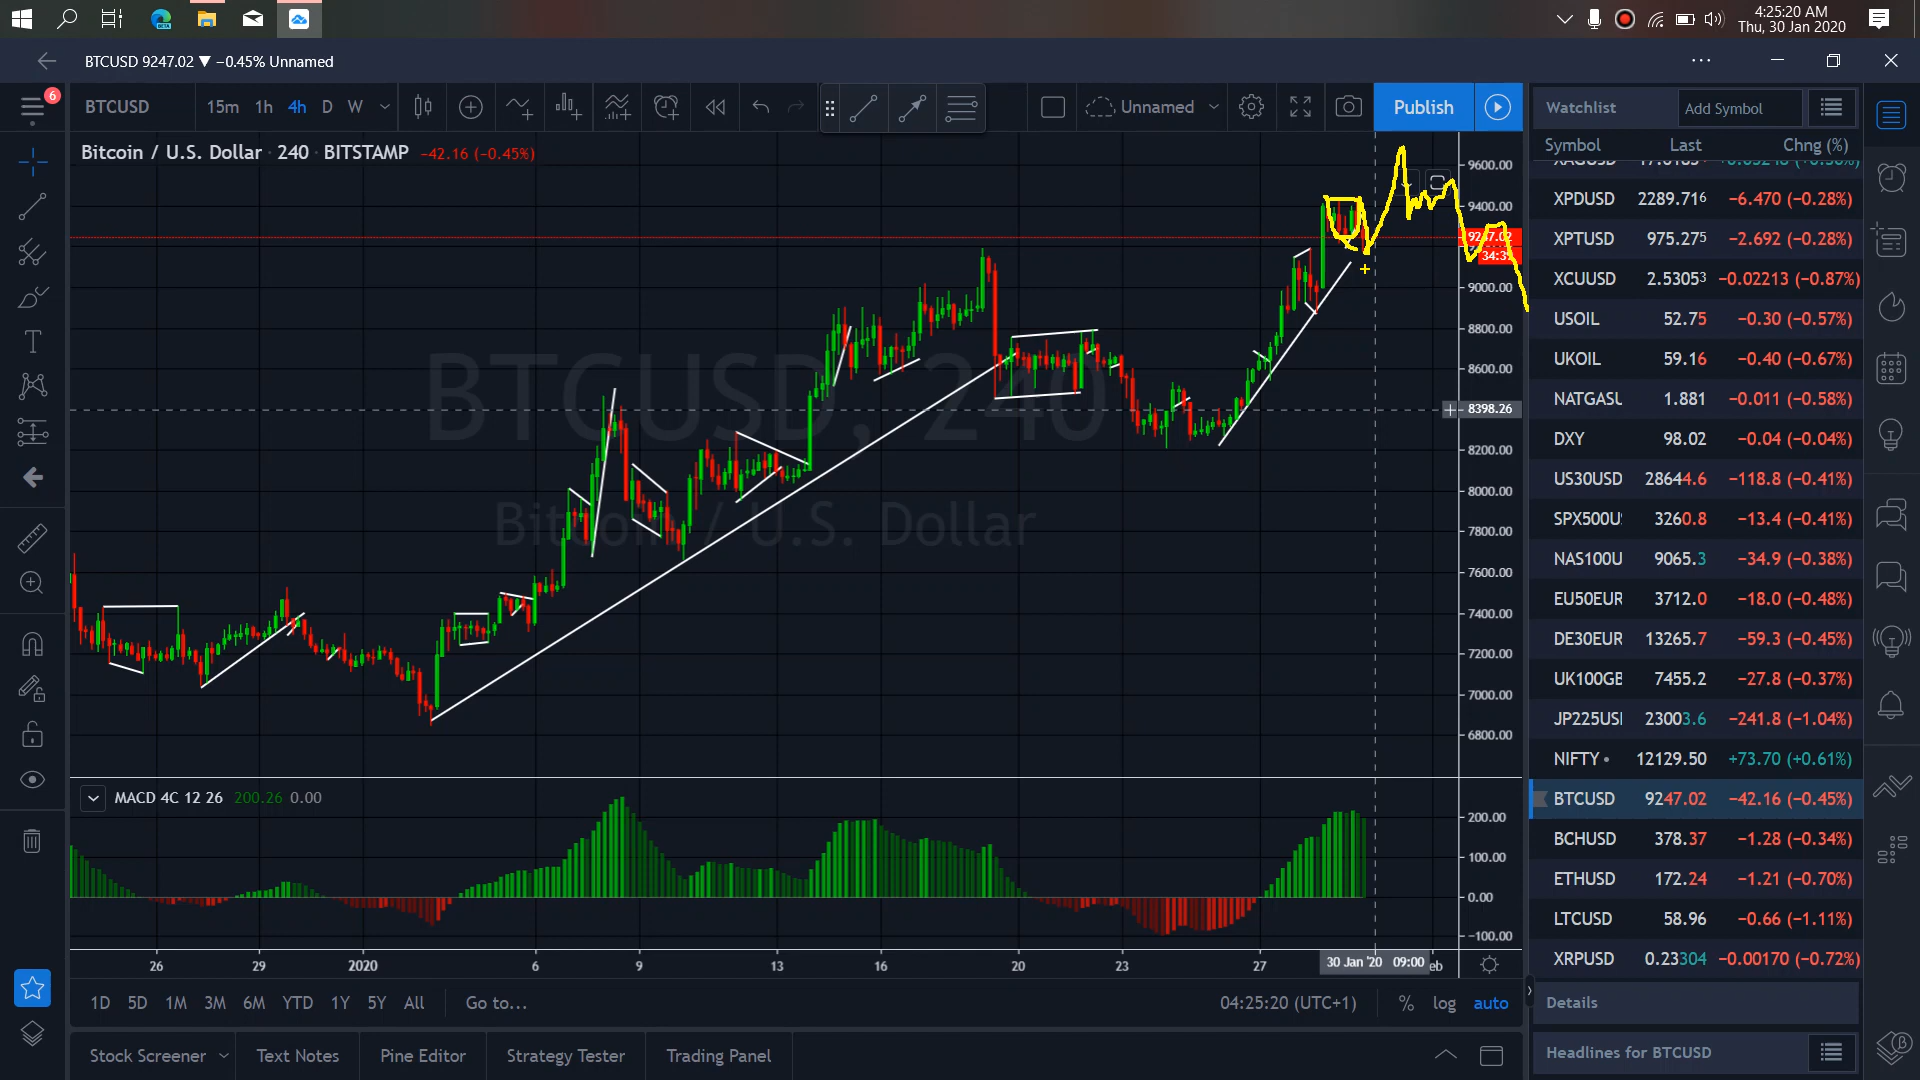 4:25:20 AM
Thu, 30 Jan 2020
BTCUSD 9247.02 ▼ −0.45% Unnamed
6
BTCUSD 15m 1h 4h D W
Unnamed
Publish
Watchlist
Add Symbol
Bitcoin / U.S. Dollar · 240 · BITSTAMP −42.16 (−0.45%)
Symbol Last Chng (%)
XPDUSD 2289.716 −6.470 (−0.28%)
XPTUSD 975.275 −2.692 (−0.28%)
XCUUSD 2.53053 −0.02213 (−0.87%)
USOIL 52.75 −0.30 (−0.57%)
UKOIL 59.16 −0.40 (−0.67%)
NATGASU 1.881 −0.011 (−0.58%)
DXY 98.02 −0.04 (−0.04%)
US30USD 28644.6 −118.8 (−0.41%)
SPX500U 3260.8 −13.4 (−0.41%)
NAS100U 9065.3 −34.9 (−0.38%)
EU50EUR 3712.0 −18.0 (−0.48%)
DE30EUR 13265.7 −59.3 (−0.45%)
UK100GB 7455.2 −27.8 (−0.37%)
JP225USI 23003.6 −241.8 (−1.04%)
NIFTY • 12129.50 +73.70 (+0.61%)
BTCUSD 9247.02 −42.16 (−0.45%)
BCHUSD 378.37 −1.28 (−0.34%)
ETHUSD 172.24 −1.21 (−0.70%)
LTCUSD 58.96 −0.66 (−1.11%)
XRPUSD 0.23304 −0.00170 (−0.72%)
Details
Headlines for BTCUSD
9600.00
9400.00
9247.02
9000.00
8800.00
8600.00
8398.26
8200.00
8000.00
7800.00
7600.00
7400.00
7200.00
7000.00
6800.00
BTCUSD, 240
Bitcoin / U.S. Dollar
MACD 4C 12 26 200.26 0.00
200.00
100.00
0.00
−100.00
26 29 2020 6 9 13 16 20 23 27 30 Jan '20 09:00 eb
1D 5D 1M 3M 6M YTD 1Y 5Y All Go to...
04:25:20 (UTC+1) % log auto
Stock Screener Text Notes Pine Editor Strategy Tester Trading Panel